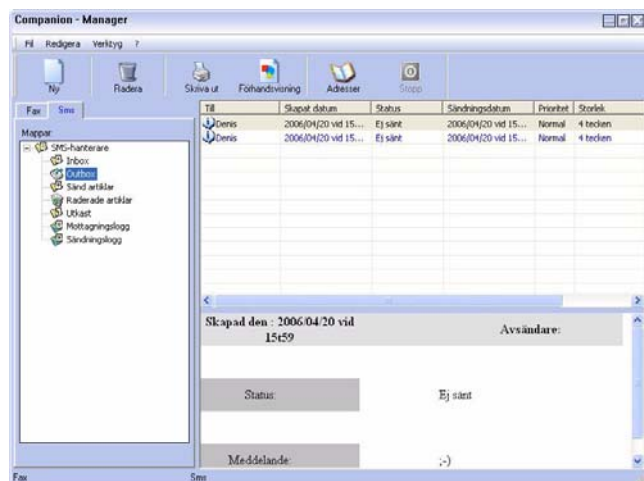 Companion - Manager
Fil Redigera Verktyg ?
Ny Radera Skriva ut Förhandsvisning Adresser Stopp
Fax Sms
Mappar:
SMS-hanterare
Inbox
Outbox
Sänd artiklar
Raderade artiklar
Utkast
Mottagningslogg
Sändningslogg
Till Skapat datum Status Sändningsdatum Prioritet Storlek
Denis 2006/04/20 vid 15... Ej sänt 2006/04/20 vid 15... Normal 4 tecken
Denis 2006/04/20 vid 15... Ej sänt 2006/04/20 vid 15... Normal 4 tecken
Skapad den : 2006/04/20 vid
15t59
Avsändare:
Status: Ej sänt
Meddelande: ;-)
Fax Sms